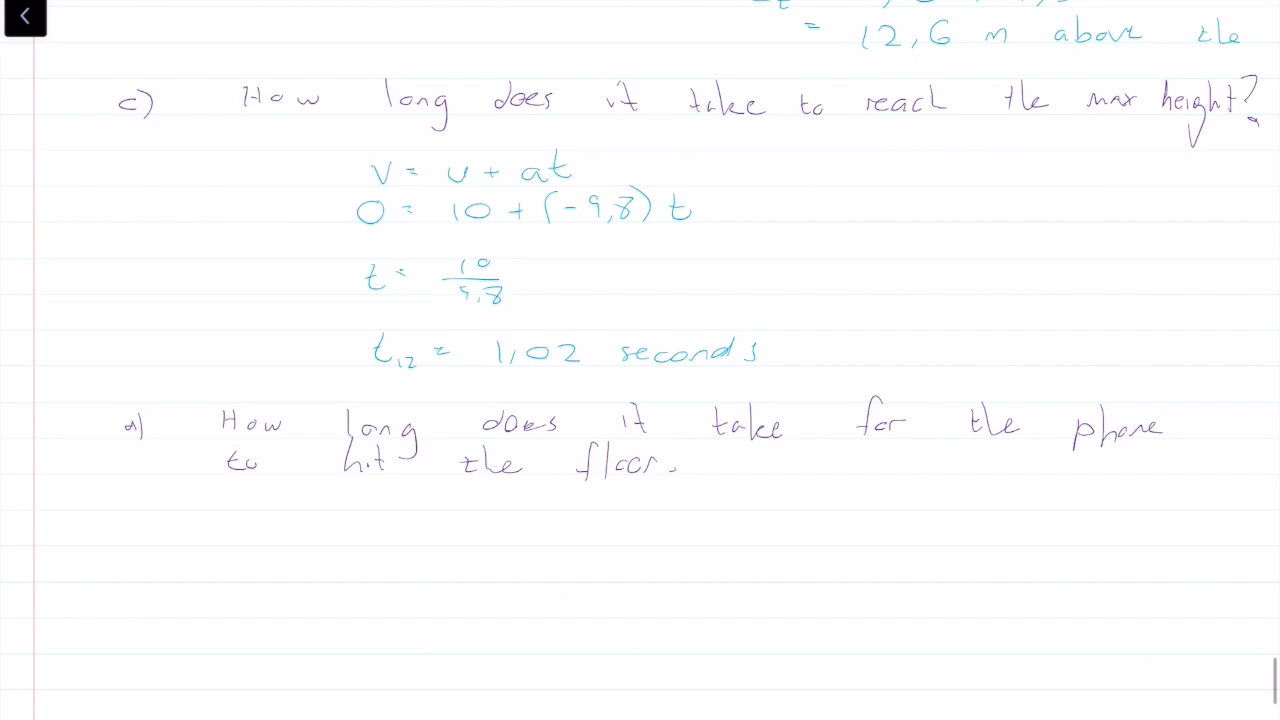 = 12,6 m above the
c) How long does it take to reach the max height?
v = u + at
0 = 10 + (-9,8) t
t = 10/9,8
t12 = 1,02 seconds
d) How long does it take for the phone
to hit the floor.